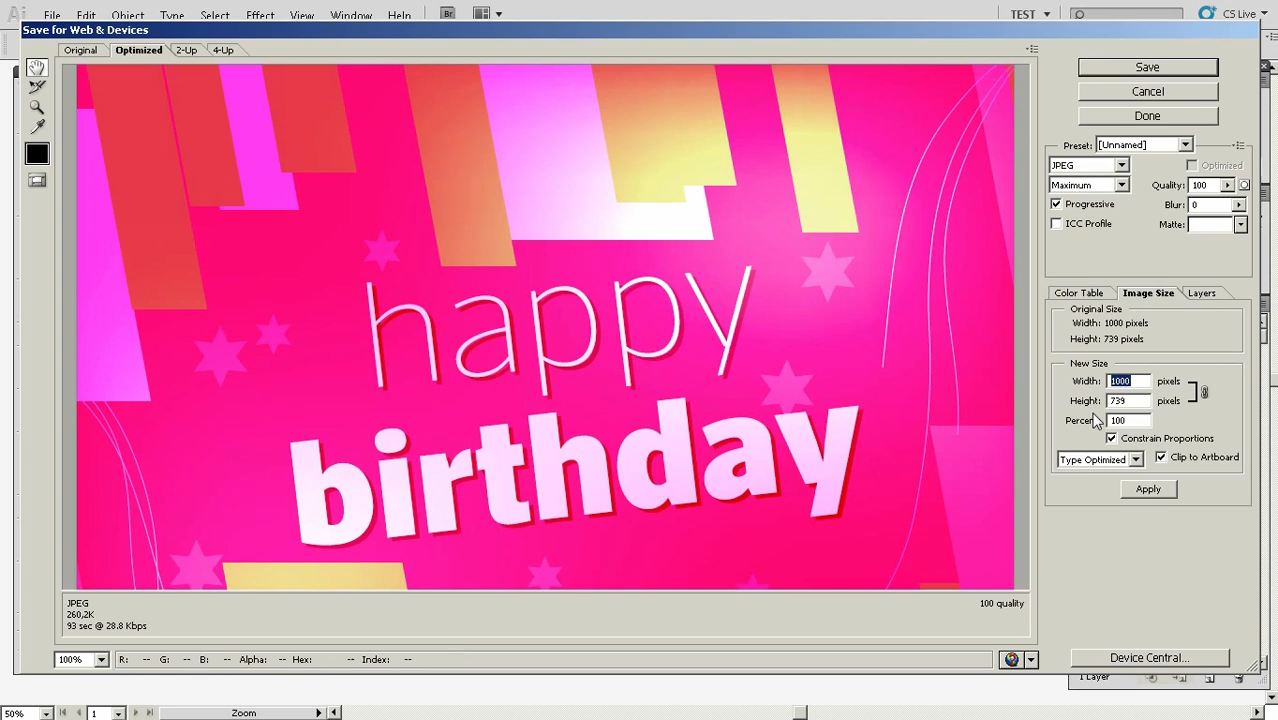 Ai File Edit Object Type Select Effect View Window Help Br TEST CS Live
Save for Web & Devices
Original Optimized 2-Up 4-Up
Save
Cancel
Done
Preset: [Unnamed]
JPEG Optimized
Maximum Quality: 100
Progressive Blur: 0
ICC Profile Matte:
Color Table Image Size Layers
Original Size
Width: 1000 pixels
Height: 739 pixels
New Size
Width: 1000 pixels
Height: 739 pixels
Percent 100
Constrain Proportions
Type Optimized Clip to Artboard
Apply
happy
birthday
JPEG 100 quality
260,2K
93 sec @ 28.8 Kbps
100% R: -- G: -- B: -- Alpha: -- Hex: -- Index: --
Device Central...
1 Layer
50% 1 Zoom